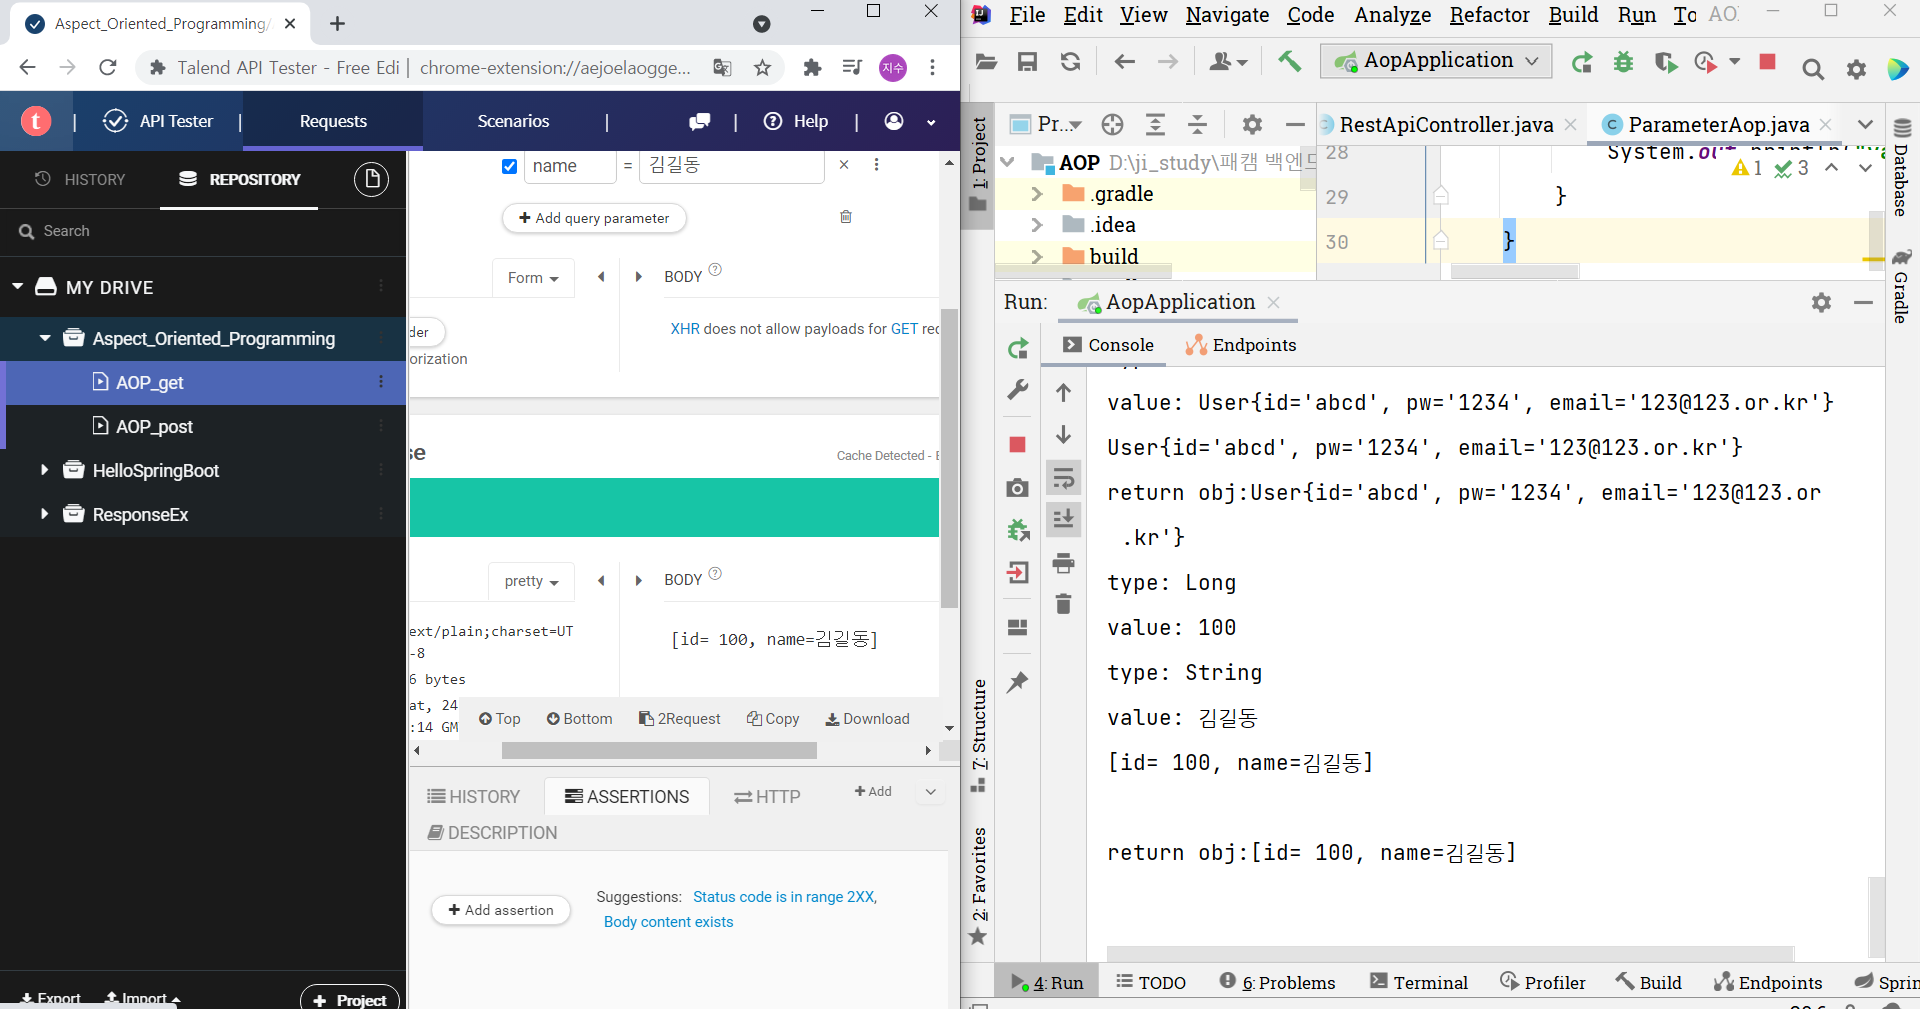 Aspect_Oriented_Programming/
Talend API Tester - Free Edi | chrome-extension://aejoelaogge...
지수
t | API Tester | Requests Scenarios | | Help |
HISTORY REPOSITORY
Search
MY DRIVE
Aspect_Oriented_Programming
AOP_get
AOP_post
HelloSpringBoot
ResponseEx
Export Import + Project
name = 김길동
+ Add query parameter
Form BODY
der
XHR does not allow payloads for GET rec
orization
se
Cache Detected - E
pretty BODY
ext/plain;charset=UT
-8
[id= 100, name=김길동]
6 bytes
at, 24
:14 GM
Top Bottom 2Request Copy Download
HISTORY ASSERTIONS HTTP + Add
DESCRIPTION
+ Add assertion
Suggestions: Status code is in range 2XX,
Body content exists
File Edit View Navigate Code Analyze Refactor Build Run To AO
AopApplication
1: Project
Pr...
RestApiController.java ParameterAop.java
AOP D:\ji_study\패캠 백엔드
.gradle
.idea
build
28
29 }
30 }
1 3
Database
Gradle
Run: AopApplication
Console Endpoints
value: User{id='abcd', pw='1234', email='123@123.or.kr'}
User{id='abcd', pw='1234', email='123@123.or.kr'}
return obj:User{id='abcd', pw='1234', email='123@123.or
.kr'}
type: Long
value: 100
type: String
value: 김길동
[id= 100, name=김길동]
return obj:[id= 100, name=김길동]
7: Structure
2: Favorites
4: Run TODO 6: Problems Terminal Profiler Build Endpoints Sprin